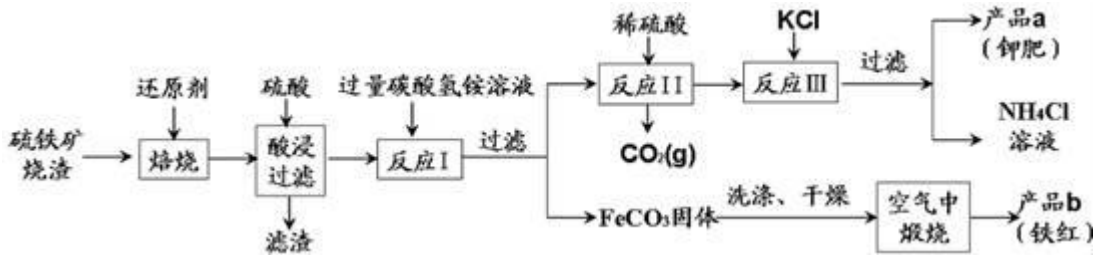 稀硫酸
KCl
产品a
(钾肥)
还原剂
硫酸
过量碳酸氢铵溶液
反应II
反应III
过滤
硫铁矿
烧渣
焙烧
酸浸
过滤
反应I
过滤
CO₂(g)
NH₄Cl
溶液
滤渣
FeCO₃固体
洗涤、干燥
空气中
煅烧
产品b
(铁红)